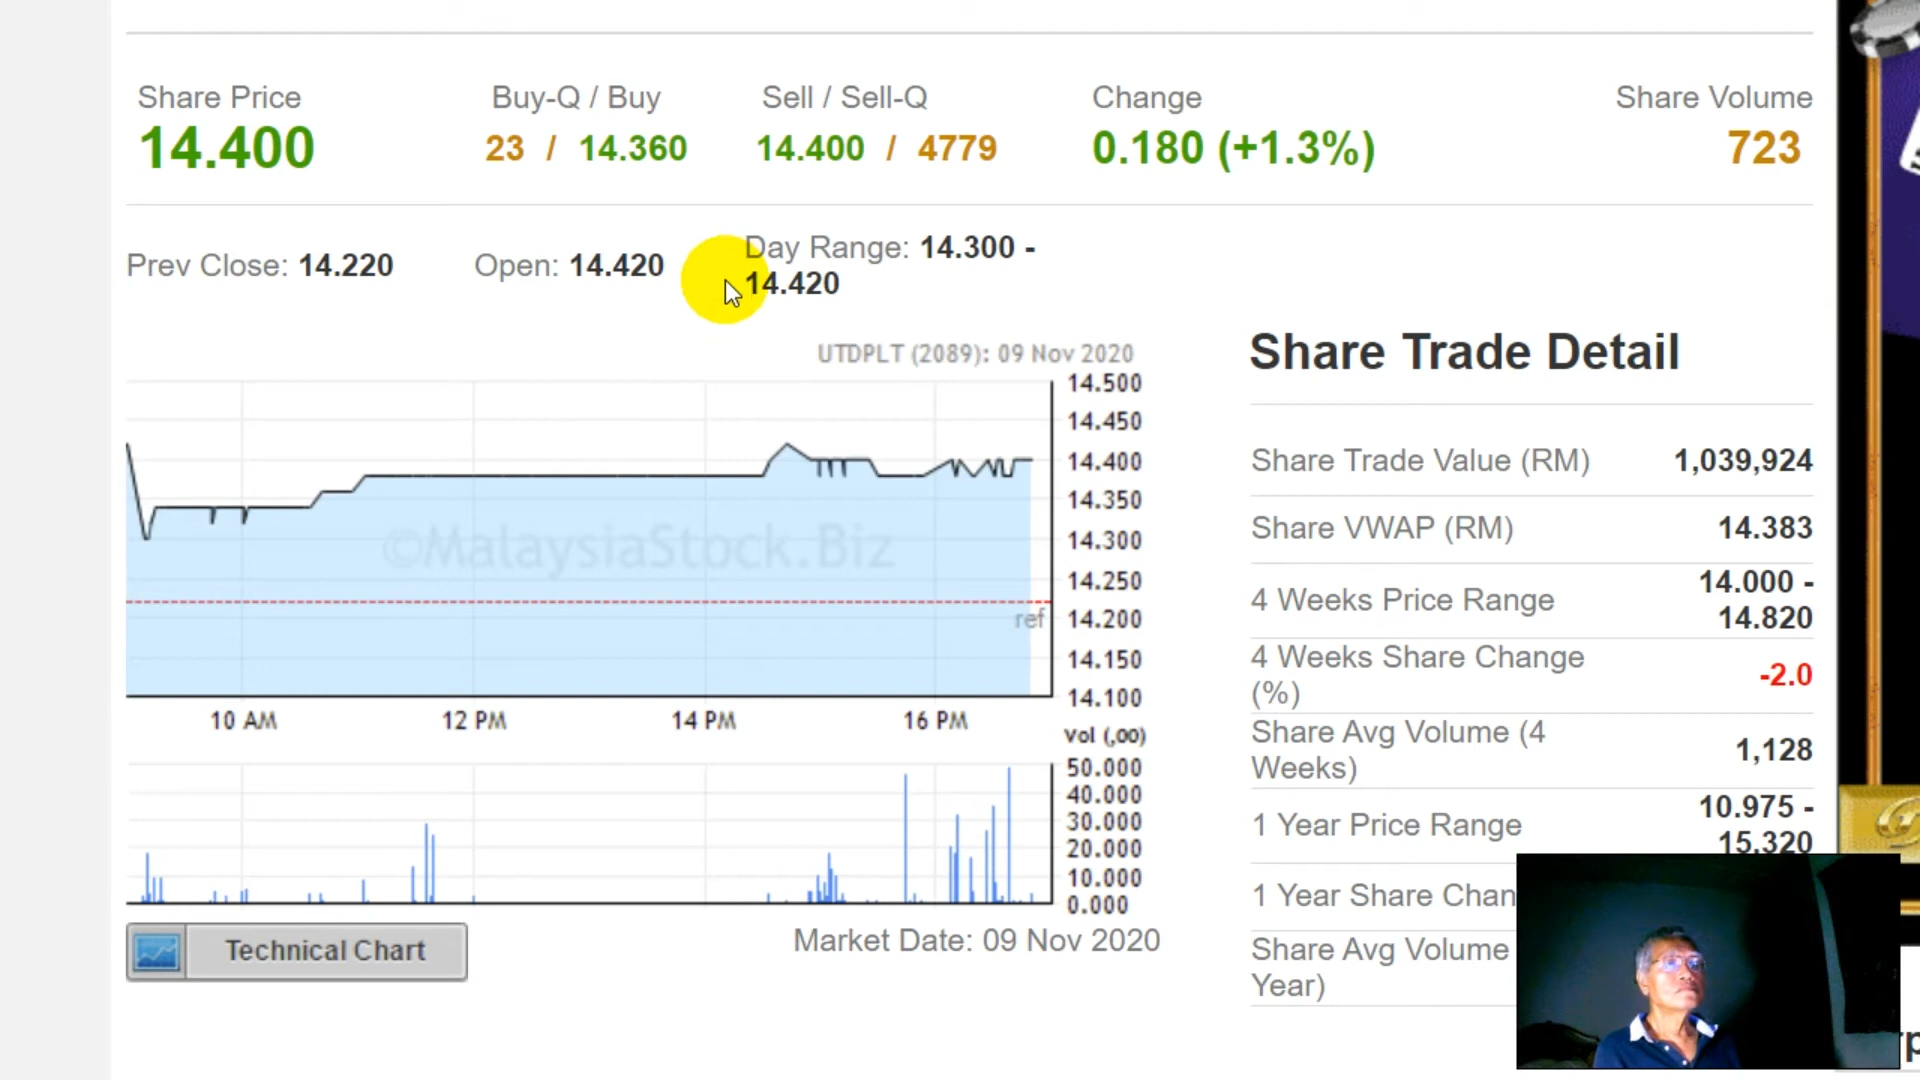 Share Price
Buy-Q / Buy
Sell / Sell-Q
Change
Share Volume
14.400
23 / 14.360
14.400 / 4779
0.180 (+1.3%)
723
Prev Close: 14.220
Open: 14.420
Day Range: 14.300 -
14.420
UTDPLT (2089): 09 Nov 2020
14.500
14.450
14.400
14.350
14.300
14.250
14.200
14.150
14.100
©MalaysiaStock.Biz
ref
10 AM
12 PM
14 PM
16 PM
Vol (,00)
50.000
40.000
30.000
20.000
10.000
0.000
Technical Chart
Market Date: 09 Nov 2020
Share Trade Detail
Share Trade Value (RM) 1,039,924
Share VWAP (RM) 14.383
4 Weeks Price Range 14.000 -
14.820
4 Weeks Share Change
(%) -2.0
Share Avg Volume (4
Weeks) 1,128
1 Year Price Range 10.975 -
15.320
1 Year Share Chan
Share Avg Volume
Year)